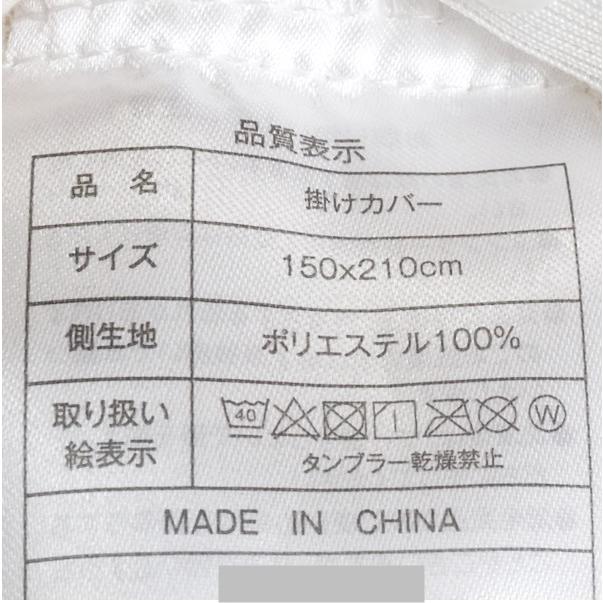 品質表示
品 名 掛けカバー
サイズ 150x210cm
側生地 ポリエステル100%
取り扱い
絵表示
40 W
タンブラー乾燥禁止
MADE IN CHINA